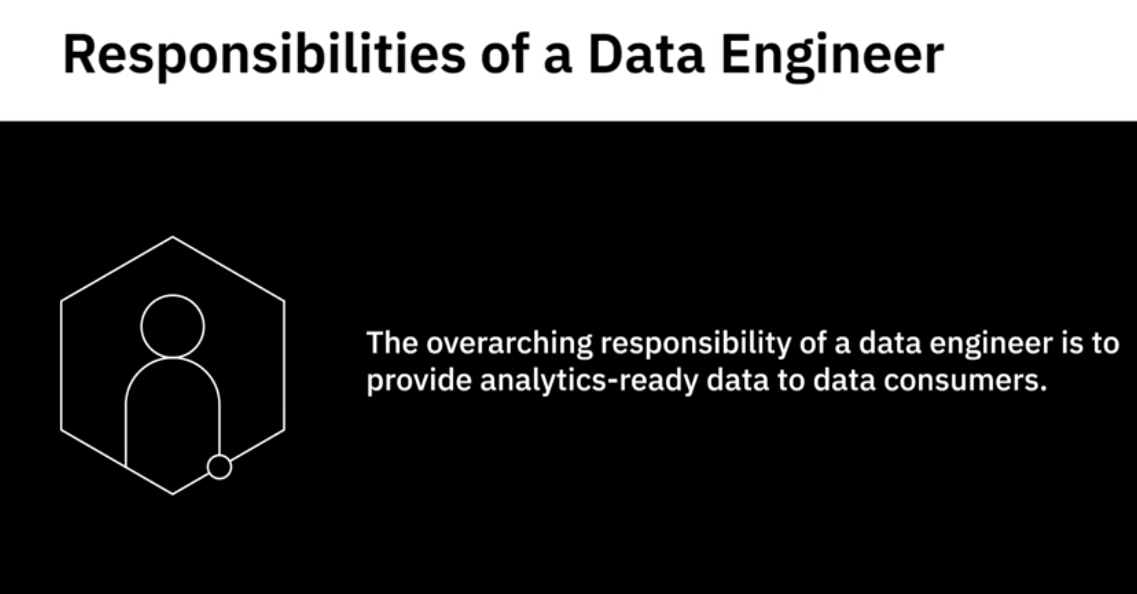 Responsibilities of a Data Engineer
The overarching responsibility of a data engineer is to
provide analytics-ready data to data consumers.